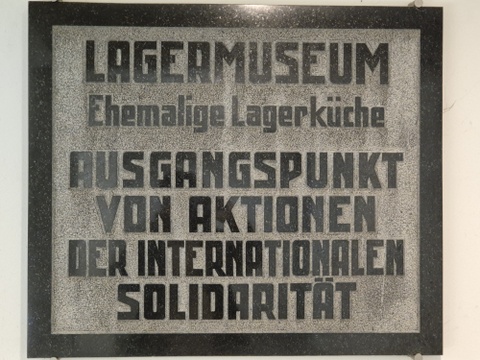 LAGERMUSEUM
Ehemalige Lagerküche
AUSGANGSPUNKT
VON AKTIONEN
DER INTERNATIONALEN
SOLIDARITÄT